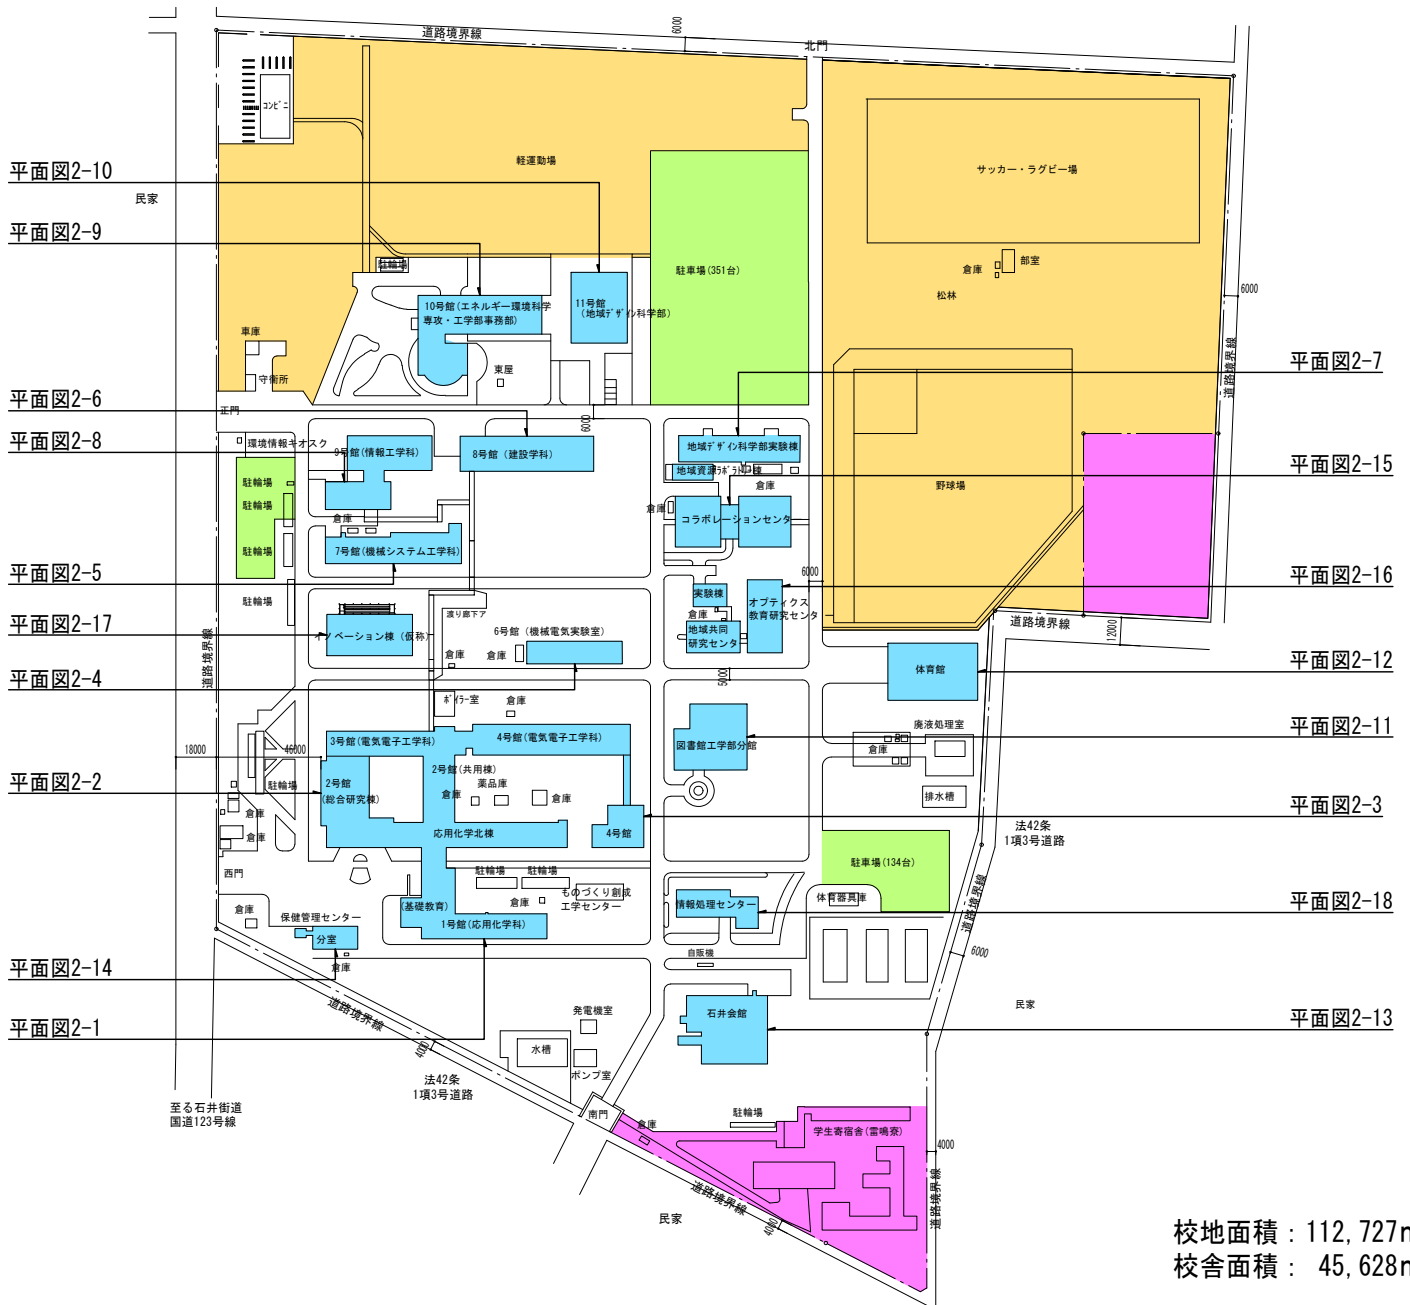 道路境界線
6000
北門
コンビニ
軽運動場
サッカー・ラグビー場
平面図2-10
民家
平面図2-9
駐輪場
駐車場(351台)
倉庫
部室
松林
6000
10号館(エネルギー環境科学
専攻・工学部事務部)
11号館
(地域デザイン科学部)
車庫
守衛所
東屋
道路境界線
平面図2-7
平面図2-6
正門
6000
平面図2-8
環境情報キオスク
9号館(情報工学科)
8号館（建設学科）
地域デザイン科学部実験棟
地域資源ラボラトリー棟
平面図2-15
駐輪場
駐輪場
倉庫
倉庫
野球場
倉庫
コラボレーションセンター
7号館(機械システム工学科)
駐輪場
平面図2-5
6000
平面図2-16
実験棟
駐輪場
渡り廊下ア
倉庫
オプティクス
教育研究センタ
平面図2-17
イノベーション棟（仮称）
6号館（機械電気実験室）
地域共同
研究センタ
道路境界線
12000
倉庫
倉庫
平面図2-12
体育館
道路境界線
平面図2-4
5000
ボイラー室
倉庫
廃液処理室
平面図2-11
3号館(電気電子工学科)
4号館(電気電子工学科)
図書館工学部分館
倉庫
18000
46000
2号館(共用棟)
平面図2-2
駐輪場
2号館
(総合研究棟)
薬品庫
倉庫
倉庫
排水槽
平面図2-3
倉庫
倉庫
応用化学北棟
4号館
法42条
1項3号道路
西門
駐車場(134台)
駐輪場
駐輪場
ものづくり創成
工学センター
体育器具庫
平面図2-18
倉庫
保健管理センター
(基礎教育)
倉庫
情報処理センター
1号館(応用化学科)
道路境界線
分室
倉庫
自販機
6000
平面図2-14
民家
道路境界線
発電機室
石井会館
平面図2-13
平面図2-1
4000
水槽
ポンプ室
法42条
1項3号道路
至る石井街道
国道123号線
南門
倉庫
駐輪場
学生寄宿舎(雷鳴寮)
4000
道路境界線
道路境界線
4000
民家
校地面積：112,727㎡
校舎面積： 45,628㎡